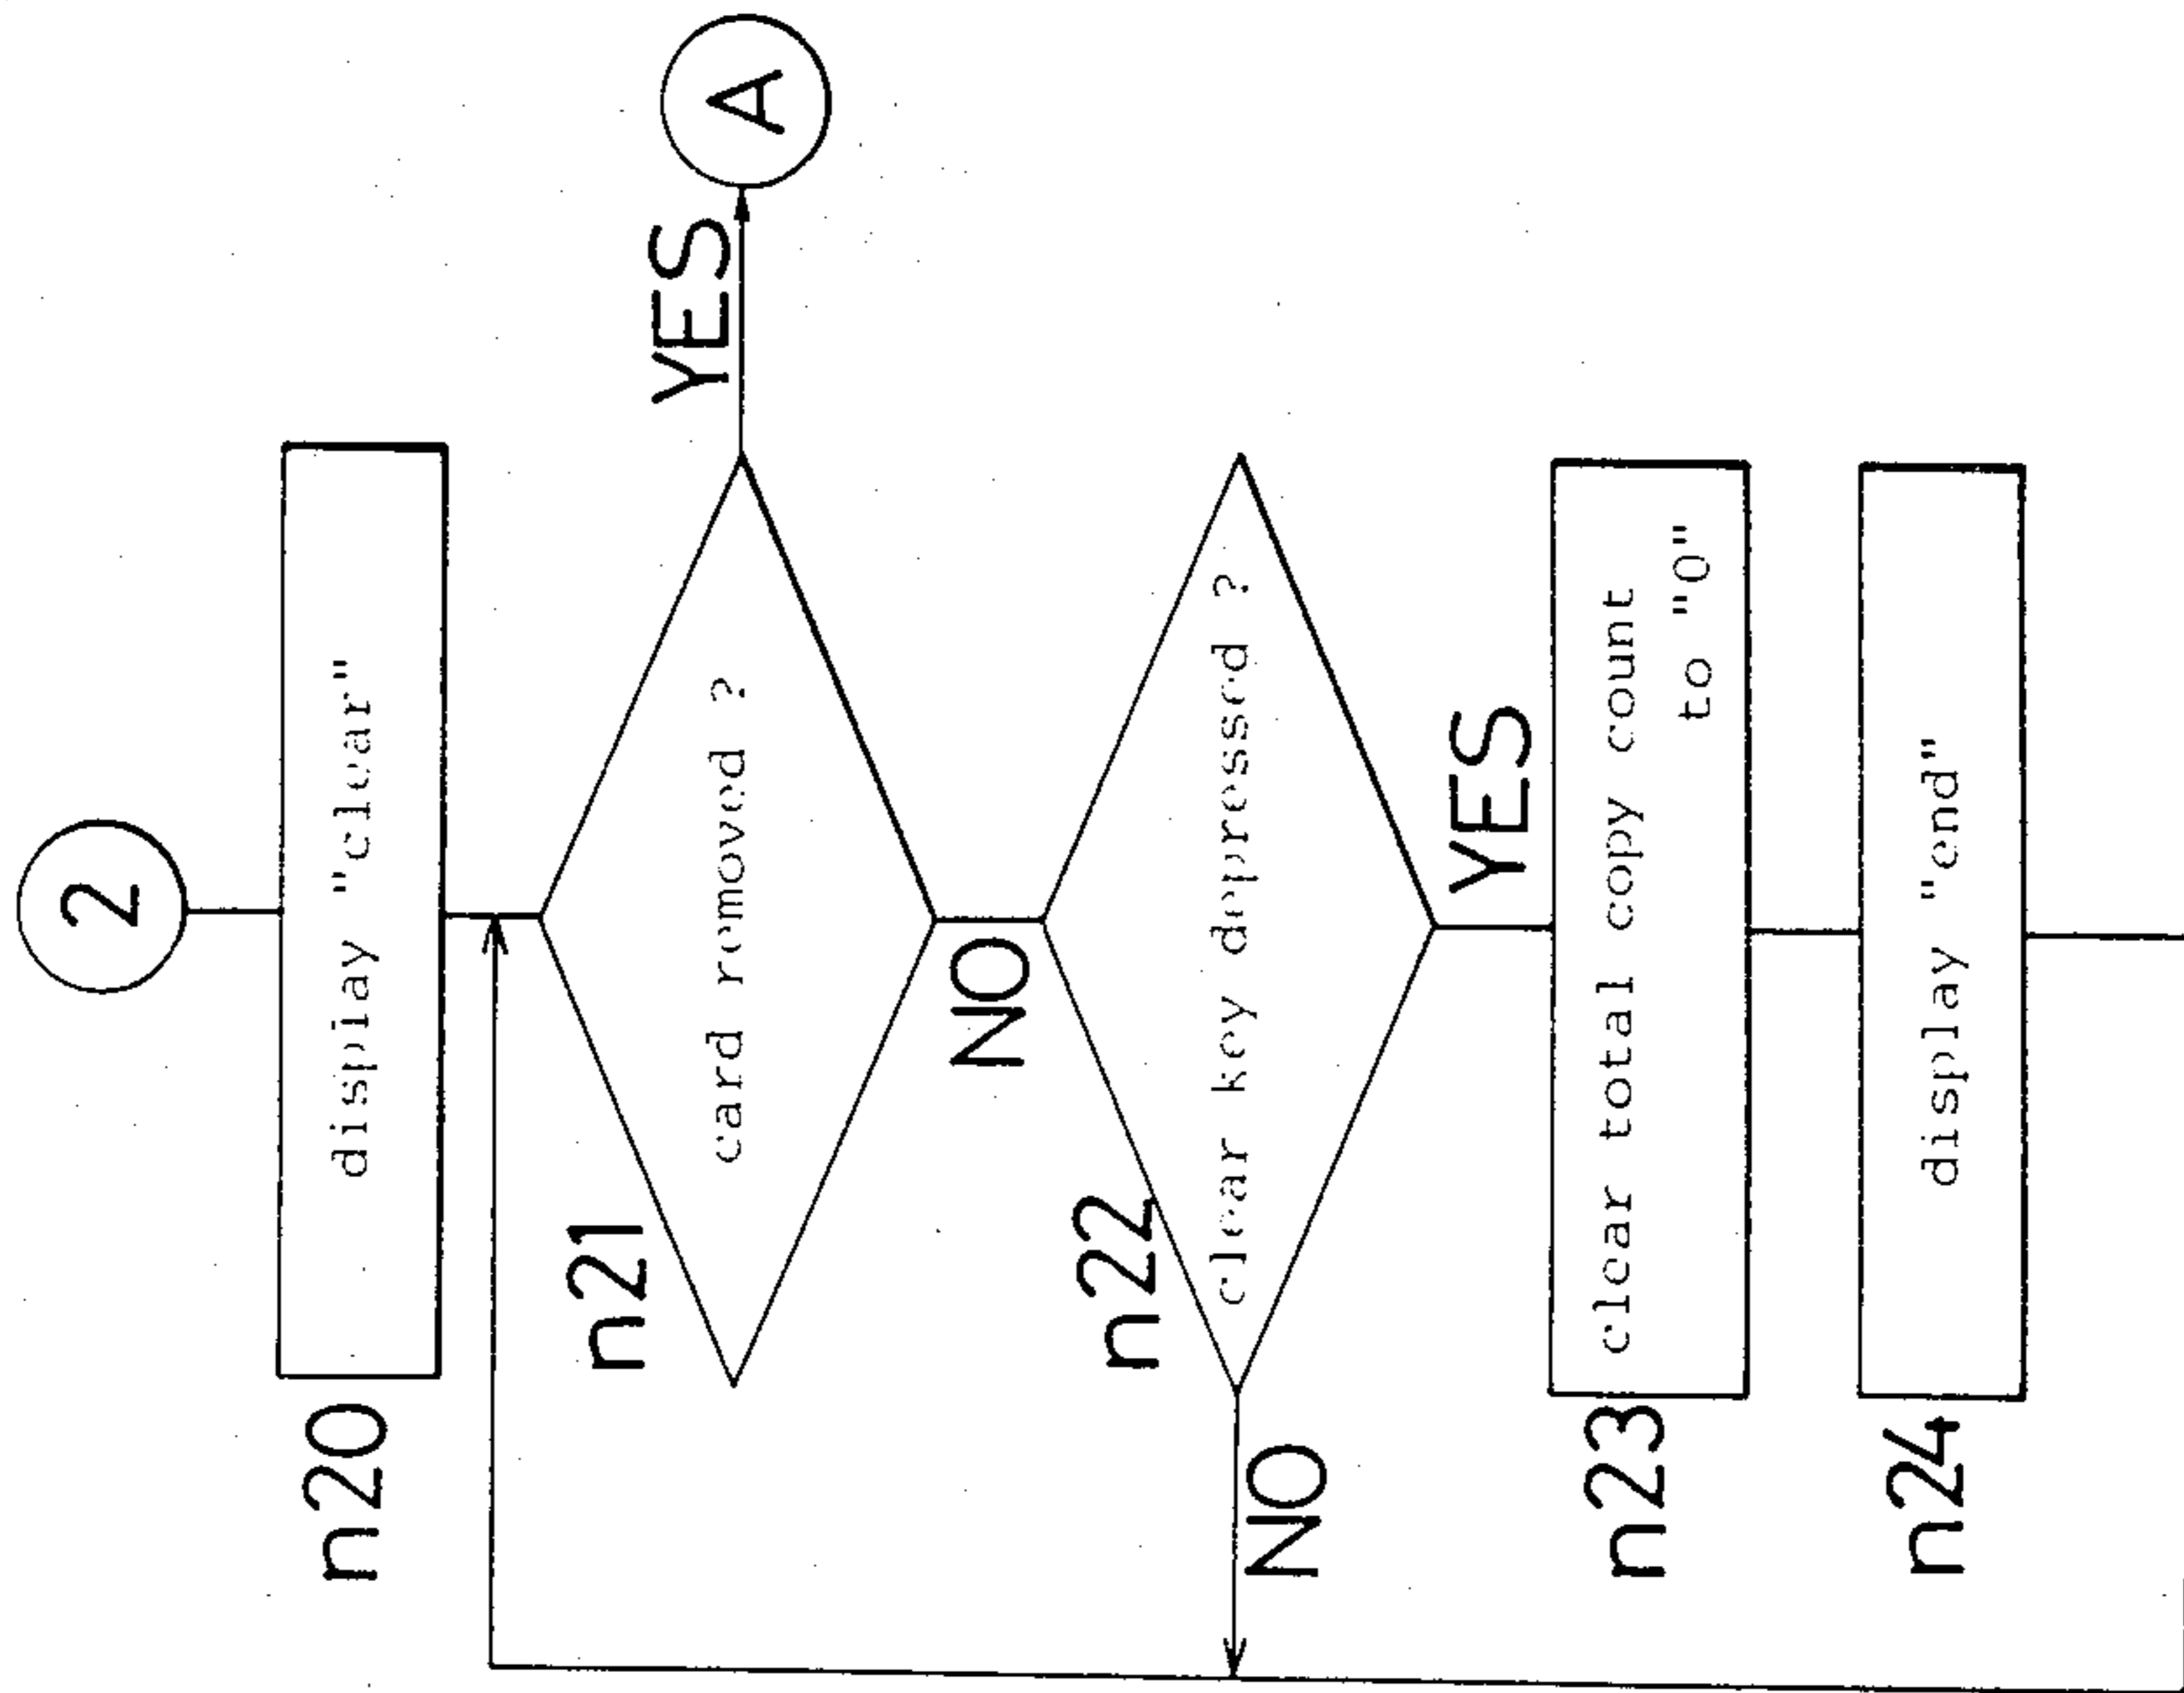 2
n20
display "clear"
n21
card removed ?
YES
A
NO
n22
clear key depressed ?
NO
YES
n23
clear total copy count
to "0"
n24
display "end"